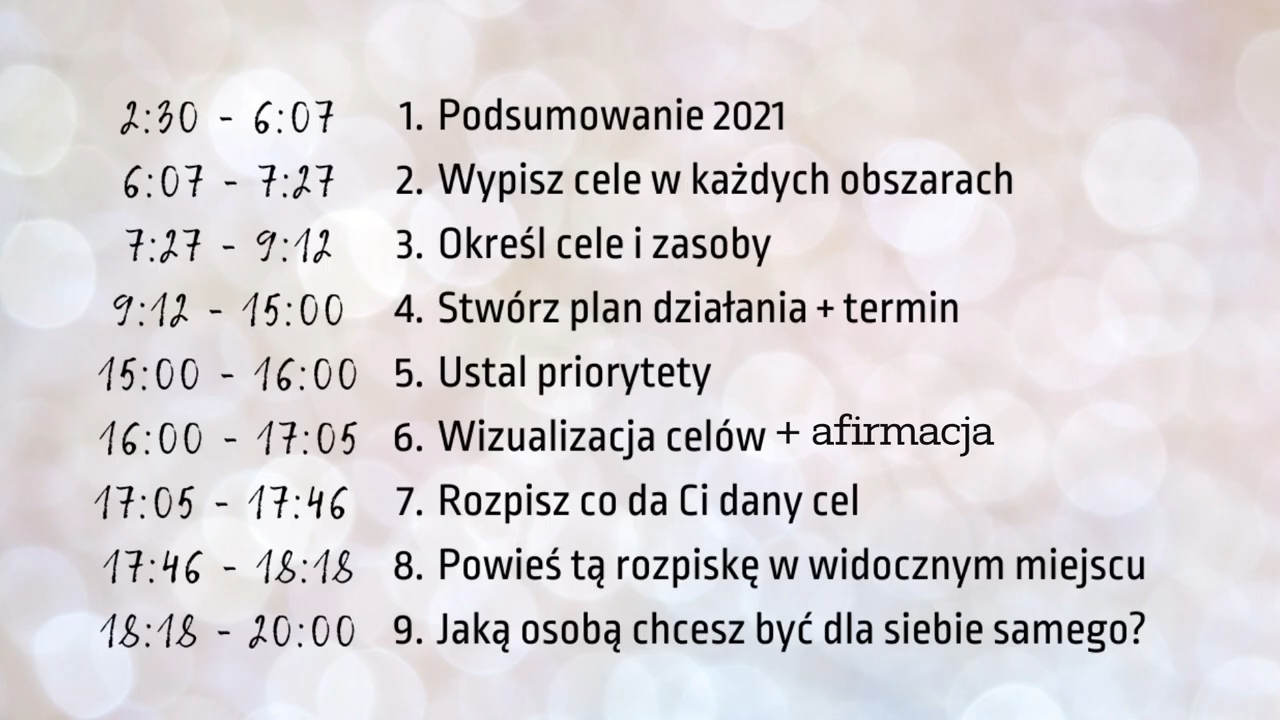 2:30 - 6:07 1. Podsumowanie 2021
6:07 - 7:27 2. Wypisz cele w każdych obszarach
7:27 - 9:12 3. Określ cele i zasoby
9:12 - 15:00 4. Stwórz plan działania + termin
15:00 - 16:00 5. Ustal priorytety
16:00 - 17:05 6. Wizualizacja celów + afirmacja
17:05 - 17:46 7. Rozpisz co da Ci dany cel
17:46 - 18:18 8. Powieś tą rozpiskę w widocznym miejscu
18:18 - 20:00 9. Jaką osobą chcesz być dla siebie samego?